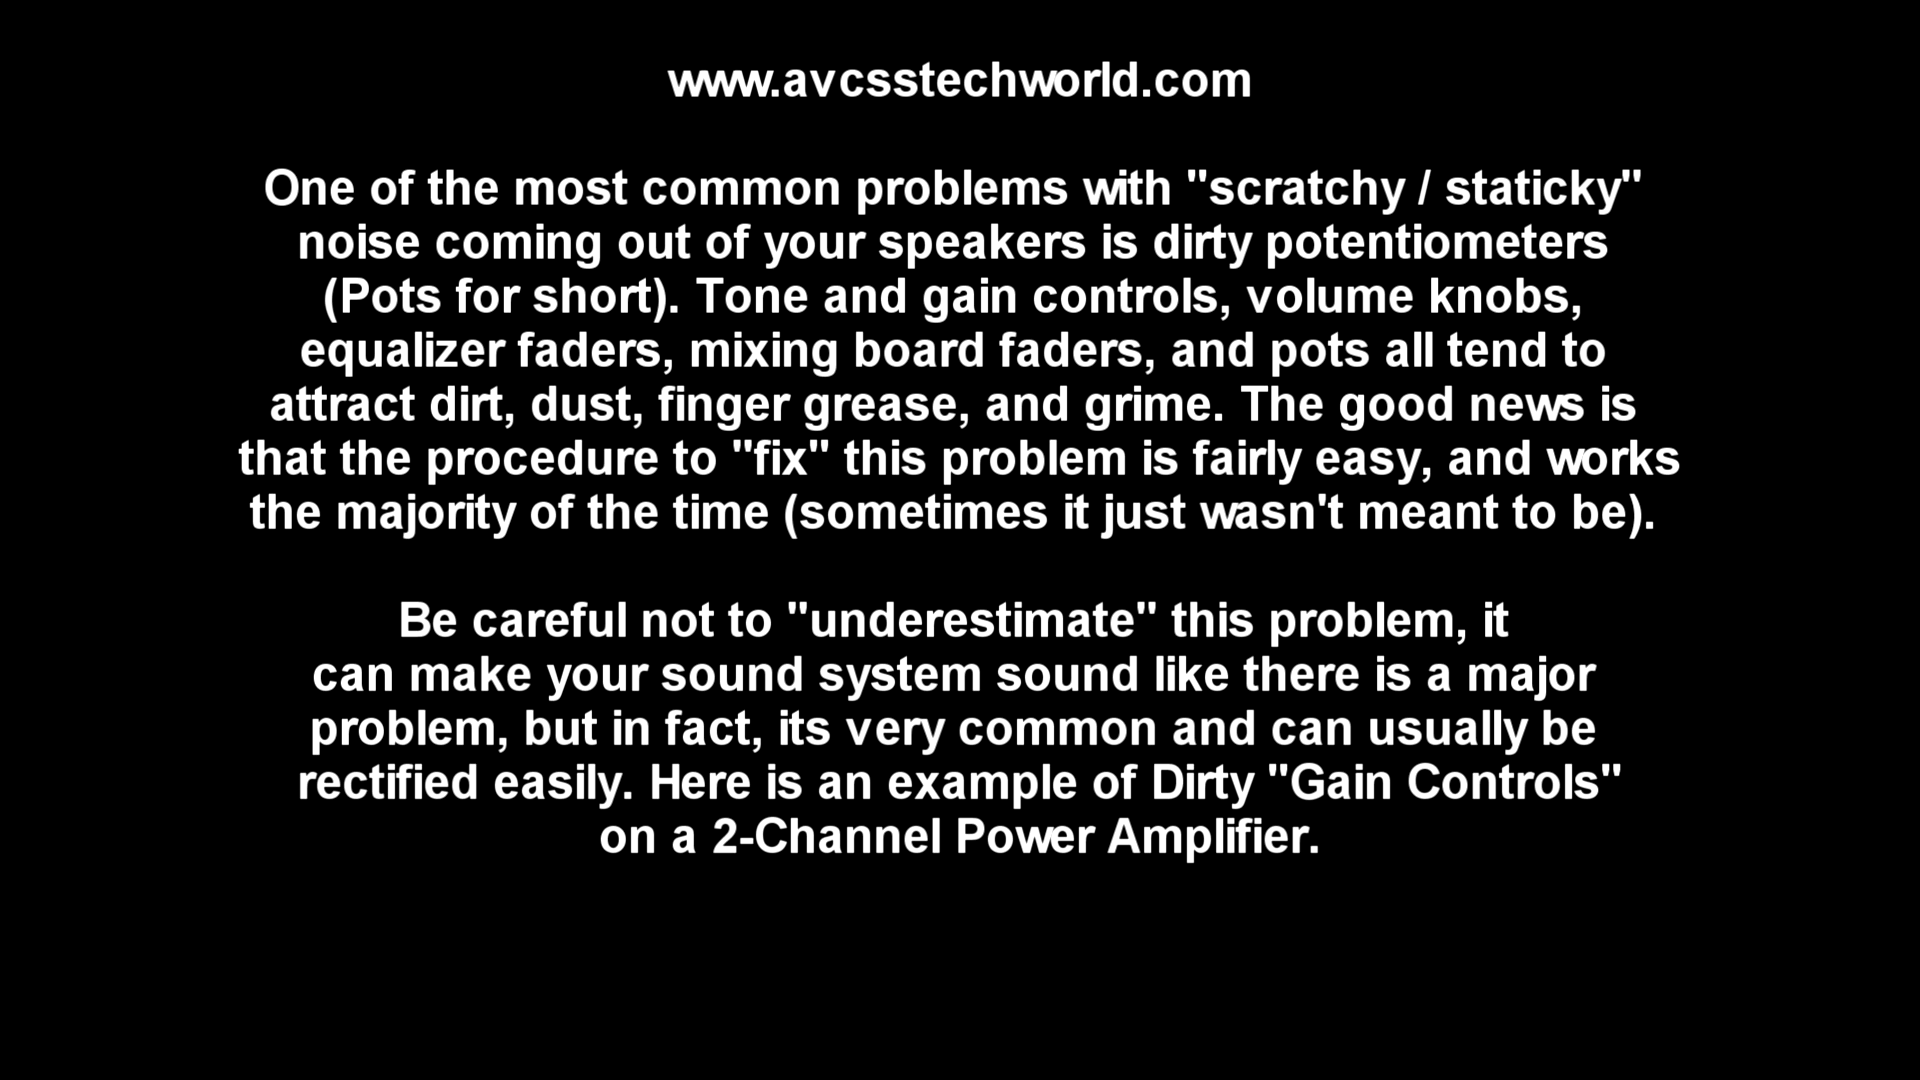 www.avcsstechworld.com
One of the most common problems with "scratchy / staticky"
noise coming out of your speakers is dirty potentiometers
(Pots for short). Tone and gain controls, volume knobs,
equalizer faders, mixing board faders, and pots all tend to
attract dirt, dust, finger grease, and grime. The good news is
that the procedure to "fix" this problem is fairly easy, and works
the majority of the time (sometimes it just wasn't meant to be).
Be careful not to "underestimate" this problem, it
can make your sound system sound like there is a major
problem, but in fact, its very common and can usually be
rectified easily. Here is an example of Dirty "Gain Controls"
on a 2-Channel Power Amplifier.